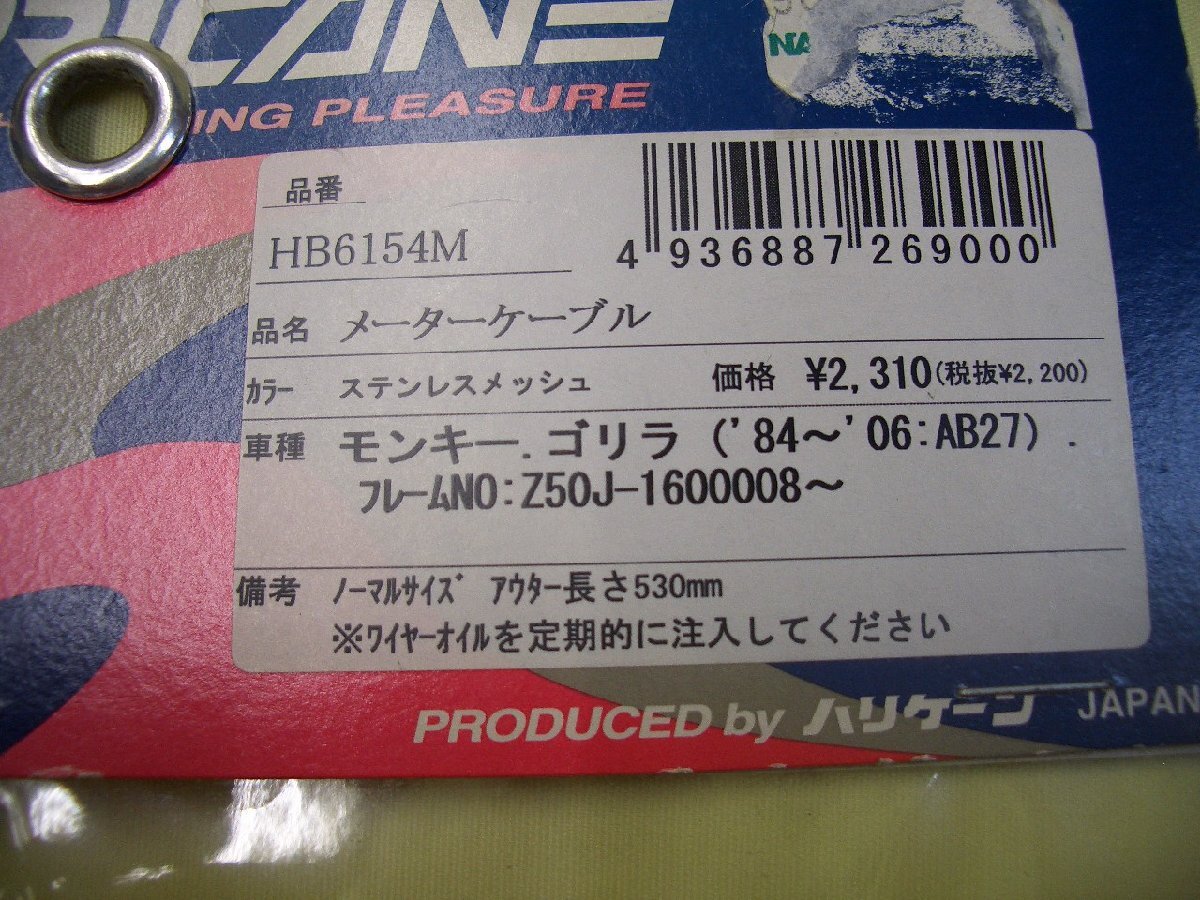 RICANE
ING PLEASURE
品番
HB6154M
4 936887 269000
品名 メーターケーブル
カラー ステンレスメッシュ 価格 ¥2,310(税抜¥2,200)
車種 モンキー.ゴリラ('84〜'06:AB27).
フレームNO:Z50J-1600008〜
備考 ノーマルサイズ アウター長さ530mm
※ワイヤーオイルを定期的に注入してください
PRODUCED by ハリケーン JAPAN